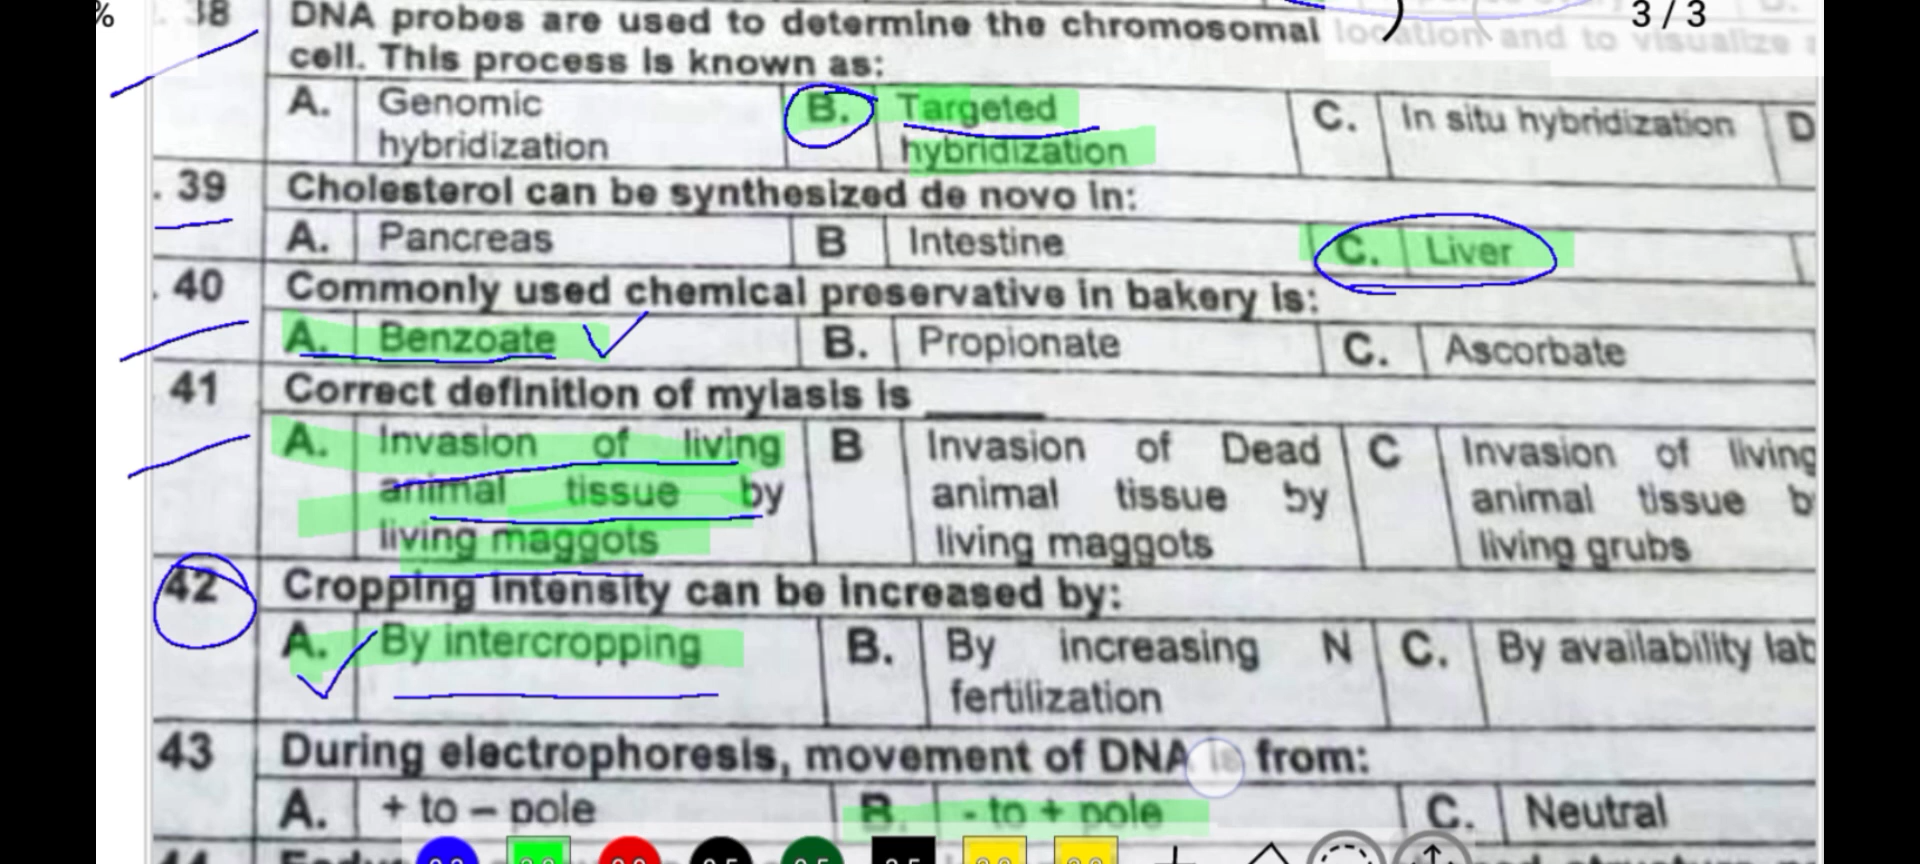 %
3 / 3
38 DNA probes are used to determine the chromosomal location and to visualize
cell. This process is known as:
A. Genomic B. Targeted C. In situ hybridization D
hybridization hybridization
. 39 Cholesterol can be synthesized de novo in:
A. Pancreas B Intestine C. Liver
. 40 Commonly used chemical preservative in bakery is:
A. Benzoate B. Propionate C. Ascorbate
41 Correct definition of myiasis is ______
A. Invasion of living B Invasion of Dead C Invasion of living
animal tissue by animal tissue by animal tissue b
living maggots living maggots living grubs
42 Cropping intensity can be increased by:
A. By intercropping B. By increasing N C. By availability lab
fertilization
43 During electrophoresis, movement of DNA is from:
A. + to – pole B. - to + pole C. Neutral